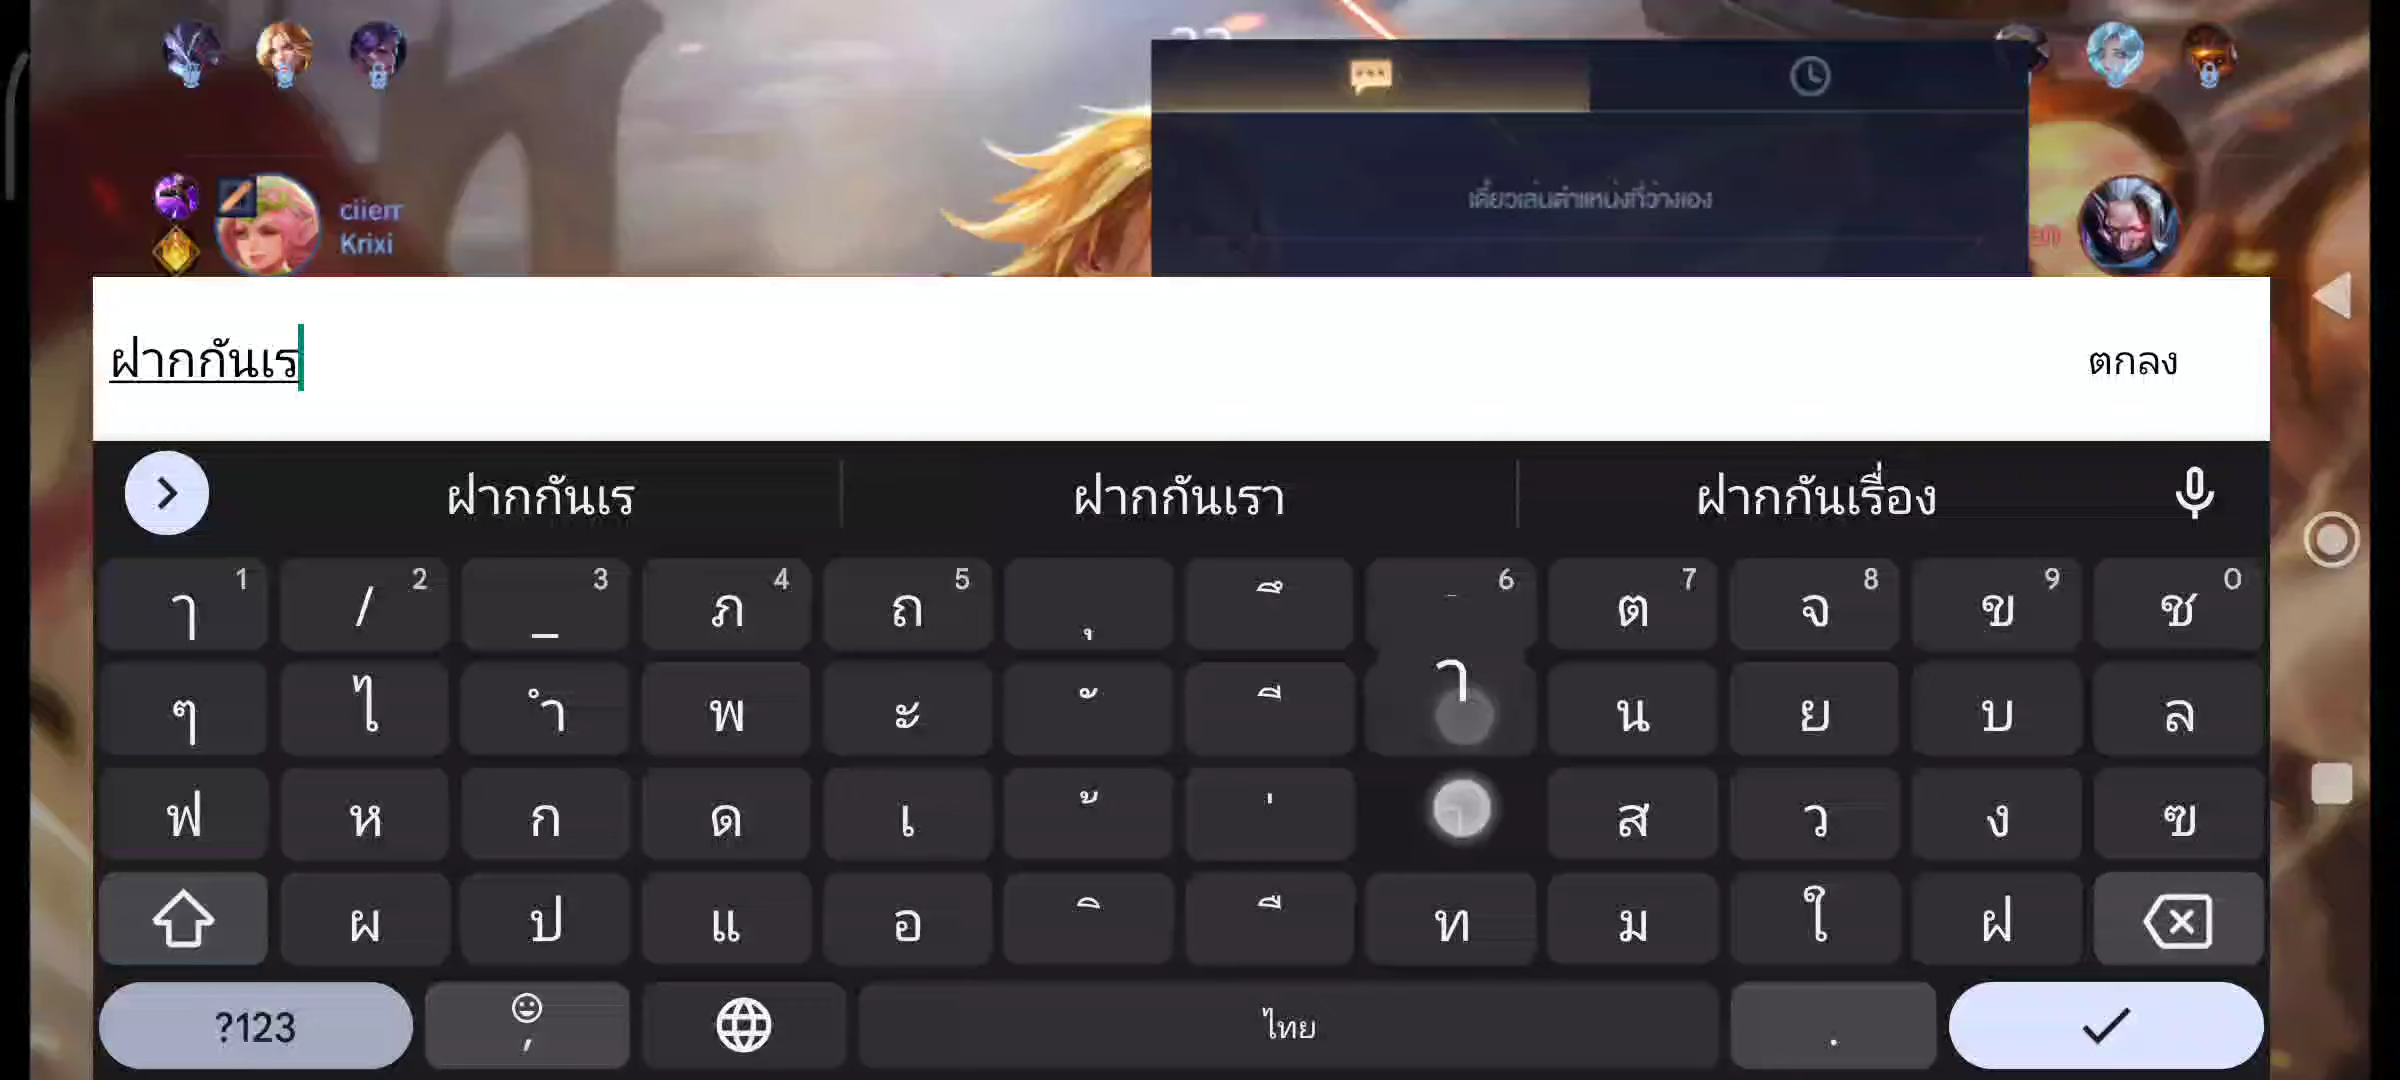 เดี๋ยวเล่นตำแหน่งที่ว่างเอง
ciierr
Krixi
ฝากกันเร
ตกลง
ฝากกันเร ฝากกันเรา ฝากกันเรื่อง
ๅ 1 / 2 _ 3 ภ 4 ถ 5 ุ ึ 6 ต 7 จ 8 ข 9 ช 0
ๆ ไ ำ พ ะ ั ี า น ย บ ล
ฟ ห ก ด เ ้ ่ ส ว ง ฃ
ผ ป แ อ ิ ื ท ม ใ ฝ
?123 , ไทย .